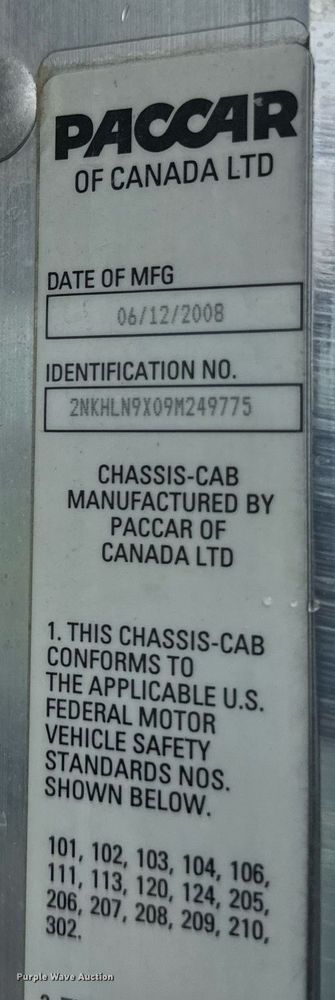 PACCAR
OF CANADA LTD
DATE OF MFG
06/12/2008
IDENTIFICATION NO.
2NKHLN9X09M249775
CHASSIS-CAB
MANUFACTURED BY
PACCAR OF
CANADA LTD
1. THIS CHASSIS-CAB
CONFORMS TO
THE APPLICABLE U.S.
FEDERAL MOTOR
VEHICLE SAFETY
STANDARDS NOS.
SHOWN BELOW.
101, 102, 103, 104, 106,
111, 113, 120, 124, 205,
206, 207, 208, 209, 210,
302.
Purple Wave Auction